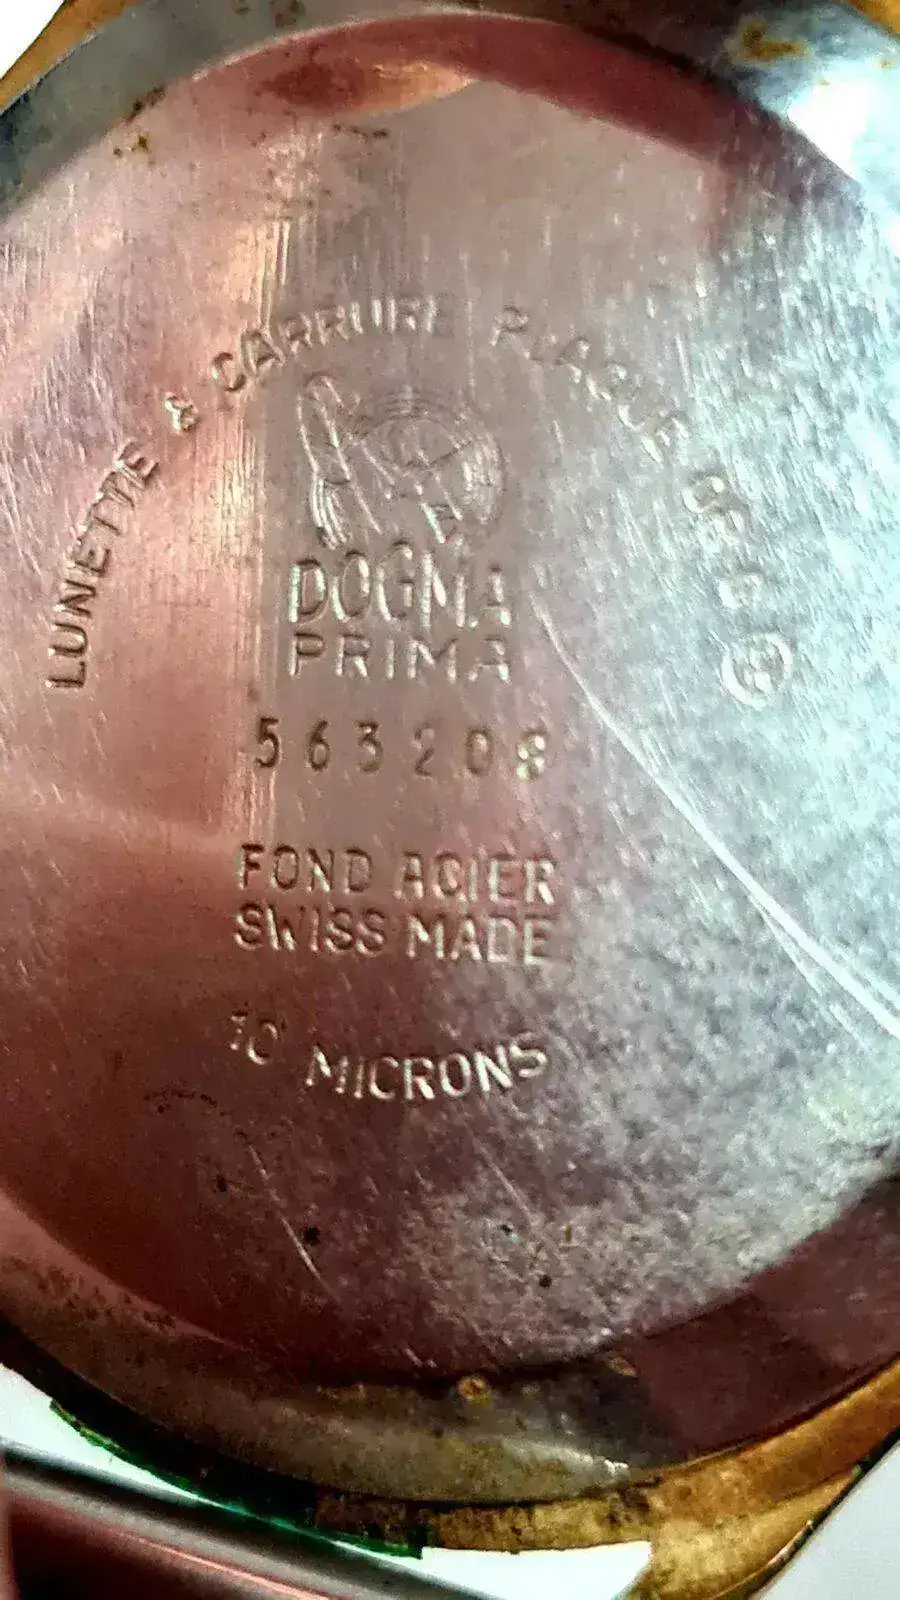 LUNETTE & CARRURE PLAQUE OR G
DOGMA
PRIMA
563208
FOND ACIER
SWISS MADE
10 MICRONS